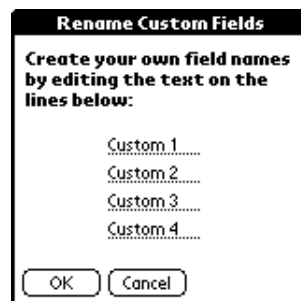 Rename Custom Fields
Create your own field names
by editing the text on the
lines below:
Custom 1
Custom 2
Custom 3
Custom 4
OK Cancel